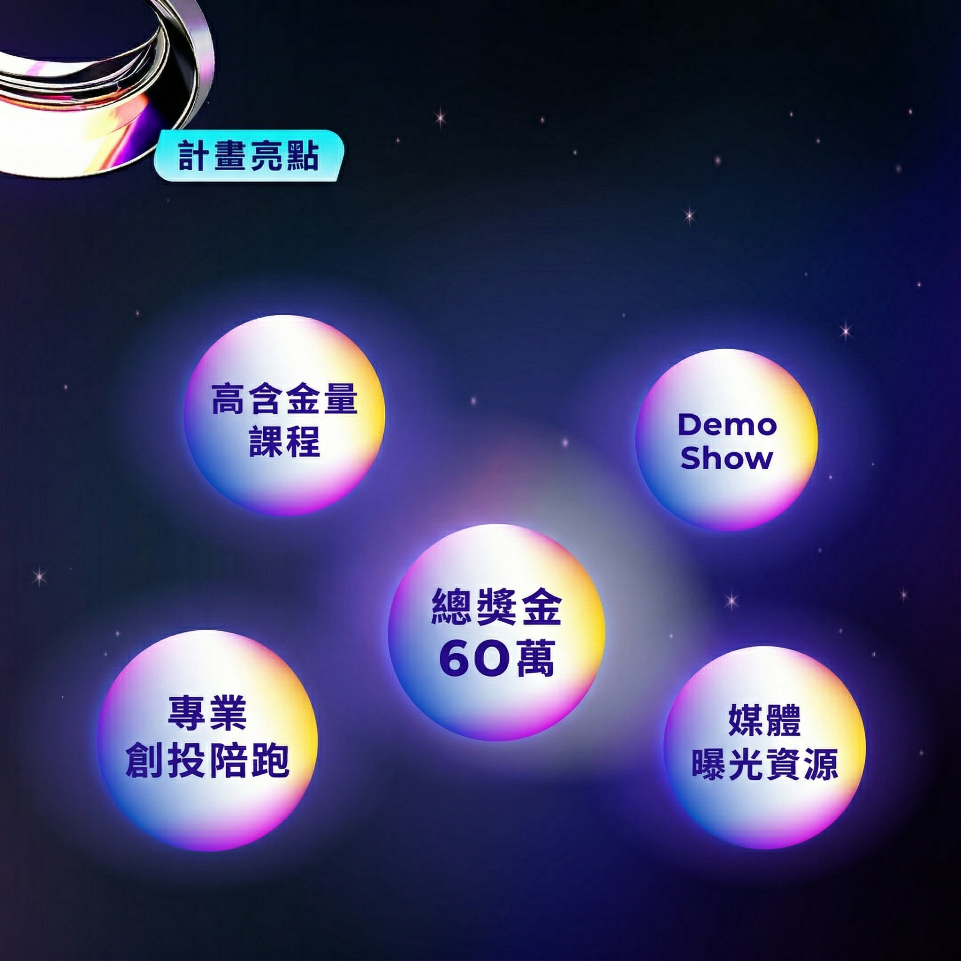 計畫亮點
高含金量
課程
Demo
Show
總獎金
60萬
專業
創投陪跑
媒體
曝光資源